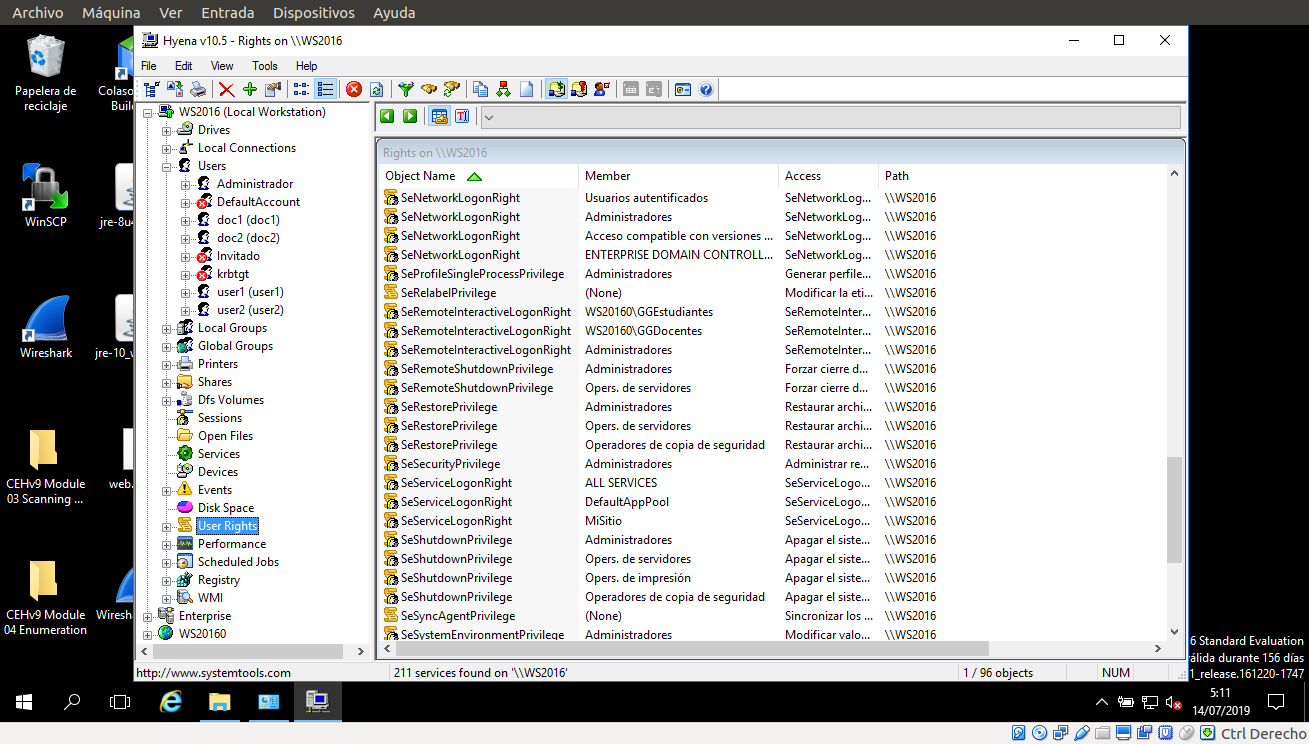 Archivo Máquina Ver Entrada Dispositivos Ayuda
Papelera de
reciclaje
Colaso
Buil
WinSCP
jre-8u4
Wireshark
jre-10_v
CEHv9 Module
03 Scanning ...
web.
CEHv9 Module
04 Enumeration
Wiresh
Hyena v10.5 - Rights on \\WS2016
File Edit View Tools Help
WS2016 (Local Workstation)
Drives
Local Connections
Users
Administrador
DefaultAccount
doc1 (doc1)
doc2 (doc2)
Invitado
krbtgt
user1 (user1)
user2 (user2)
Local Groups
Global Groups
Printers
Shares
Dfs Volumes
Sessions
Open Files
Services
Devices
Events
Disk Space
User Rights
Performance
Scheduled Jobs
Registry
WMI
Enterprise
WS20160
Rights on \\WS2016
Object Name Member Access Path
SeNetworkLogonRight Usuarios autentificados SeNetworkLog... \\WS2016
SeNetworkLogonRight Administradores SeNetworkLog... \\WS2016
SeNetworkLogonRight Acceso compatible con versiones ... SeNetworkLog... \\WS2016
SeNetworkLogonRight ENTERPRISE DOMAIN CONTROLL... SeNetworkLog... \\WS2016
SeProfileSingleProcessPrivilege Administradores Generar perfile... \\WS2016
SeRelabelPrivilege (None) Modificar la eti... \\WS2016
SeRemoteInteractiveLogonRight WS20160\GGEstudiantes SeRemoteInter... \\WS2016
SeRemoteInteractiveLogonRight WS20160\GGDocentes SeRemoteInter... \\WS2016
SeRemoteInteractiveLogonRight Administradores SeRemoteInter... \\WS2016
SeRemoteShutdownPrivilege Administradores Forzar cierre d... \\WS2016
SeRemoteShutdownPrivilege Opers. de servidores Forzar cierre d... \\WS2016
SeRestorePrivilege Administradores Restaurar archi... \\WS2016
SeRestorePrivilege Opers. de servidores Restaurar archi... \\WS2016
SeRestorePrivilege Operadores de copia de seguridad Restaurar archi... \\WS2016
SeSecurityPrivilege Administradores Administrar re... \\WS2016
SeServiceLogonRight ALL SERVICES SeServiceLogo... \\WS2016
SeServiceLogonRight DefaultAppPool SeServiceLogo... \\WS2016
SeServiceLogonRight MiSitio SeServiceLogo... \\WS2016
SeShutdownPrivilege Administradores Apagar el siste... \\WS2016
SeShutdownPrivilege Opers. de servidores Apagar el siste... \\WS2016
SeShutdownPrivilege Opers. de impresión Apagar el siste... \\WS2016
SeShutdownPrivilege Operadores de copia de seguridad Apagar el siste... \\WS2016
SeSyncAgentPrivilege (None) Sincronizar los ... \\WS2016
SeSystemEnvironmentPrivilege Administradores Modificar valo... \\WS2016
http://www.systemtools.com 211 services found on '\\WS2016' 1 / 96 objects NUM
6 Standard Evaluation
álida durante 156 días
1_release.161220-1747
5:11
14/07/2019
Ctrl Derecho